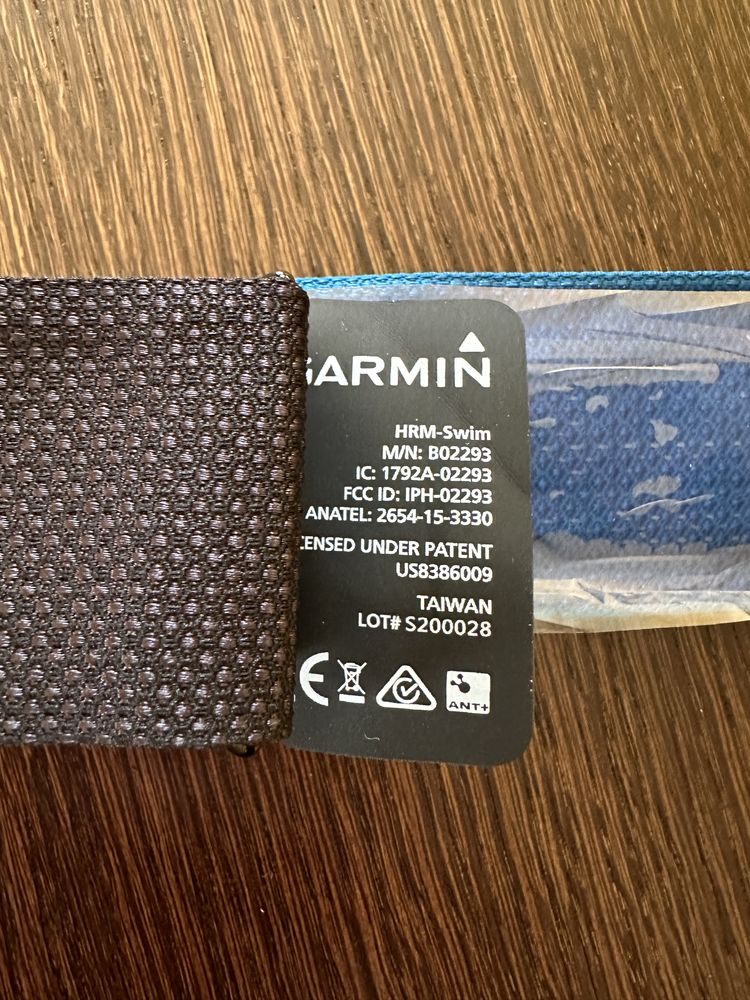 GARMIN
HRM-Swim
M/N: B02293
IC: 1792A-02293
FCC ID: IPH-02293
ANATEL: 2654-15-3330
CENSED UNDER PATENT
US8386009
TAIWAN
LOT# S200028
CE
ANT+